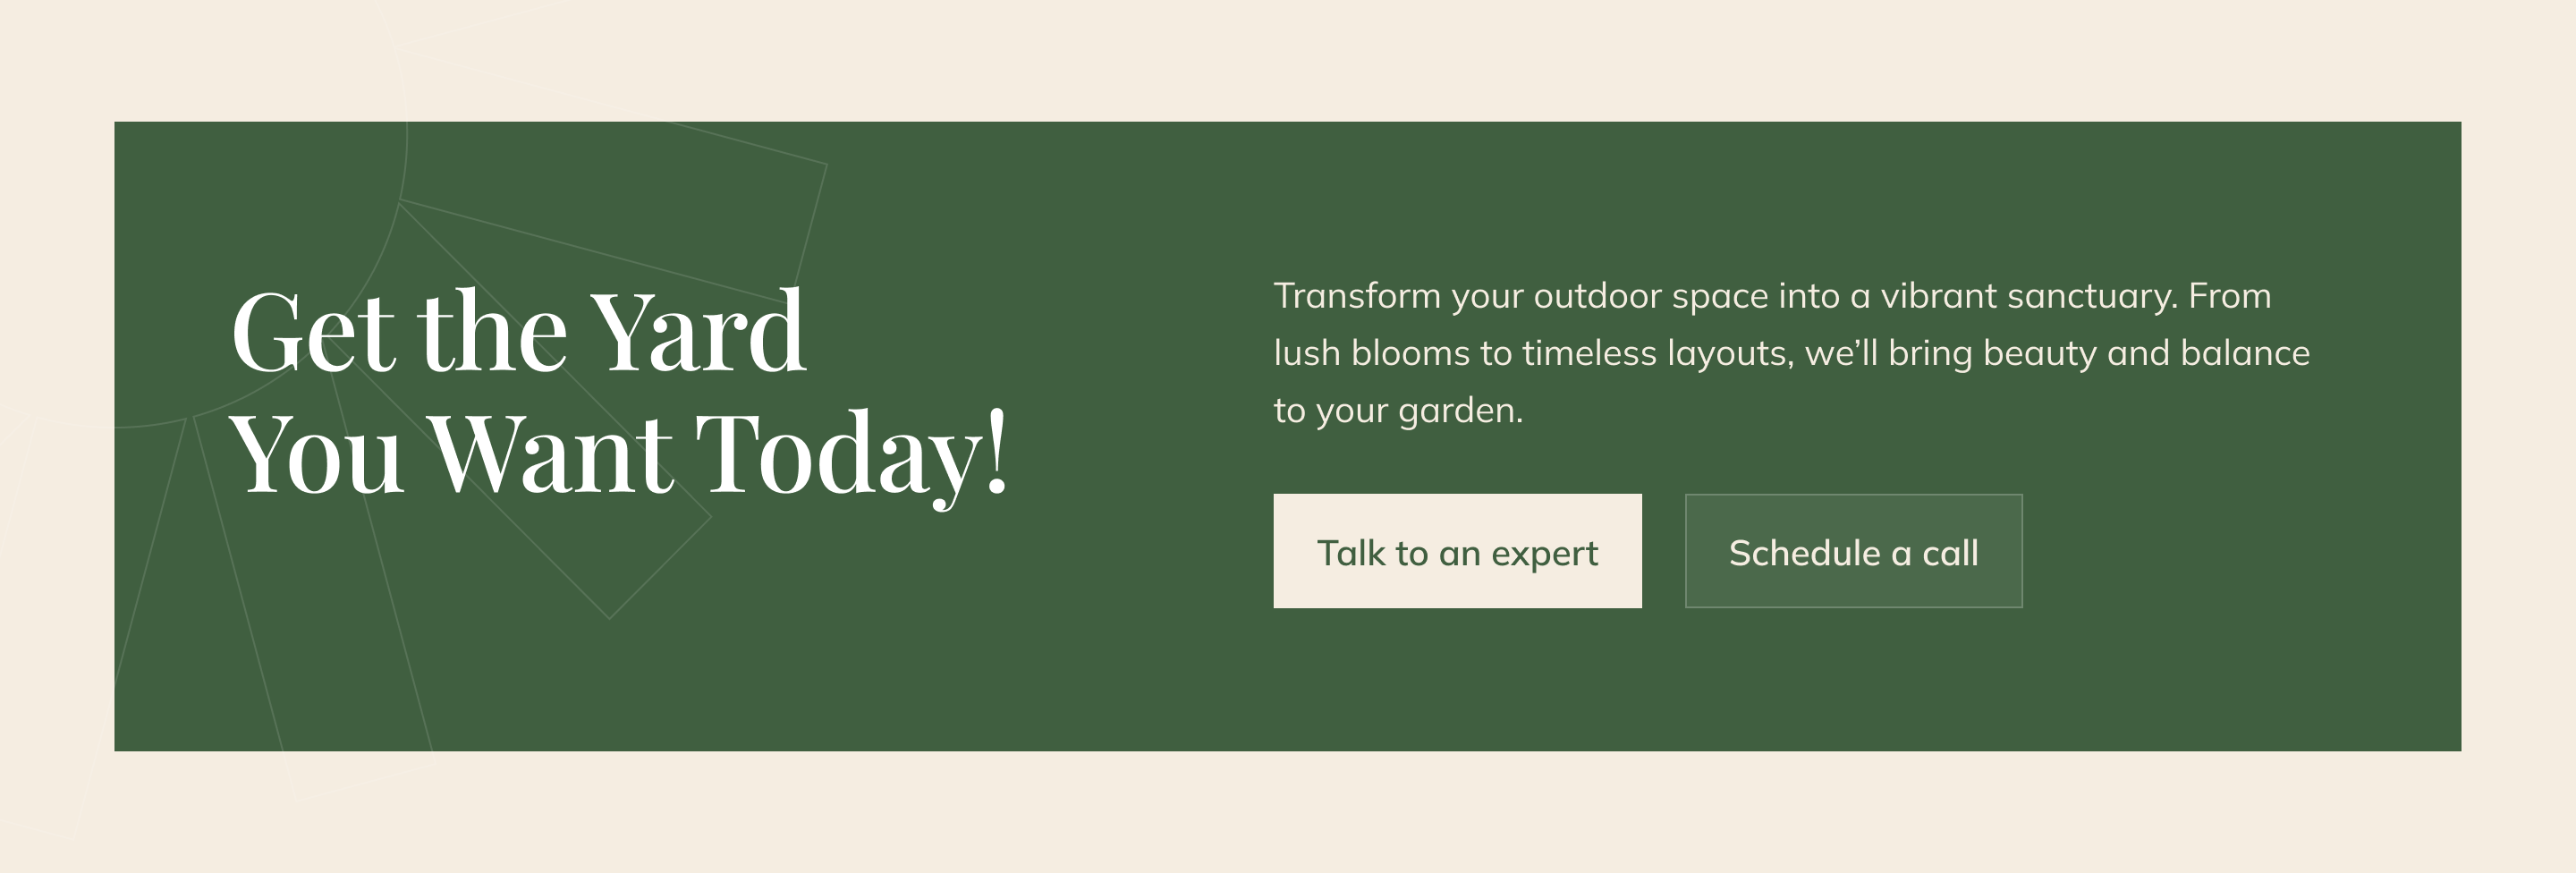 Get the Yard
You Want Today!
Transform your outdoor space into a vibrant sanctuary. From
lush blooms to timeless layouts, we’ll bring beauty and balance
to your garden.
Talk to an expert
Schedule a call